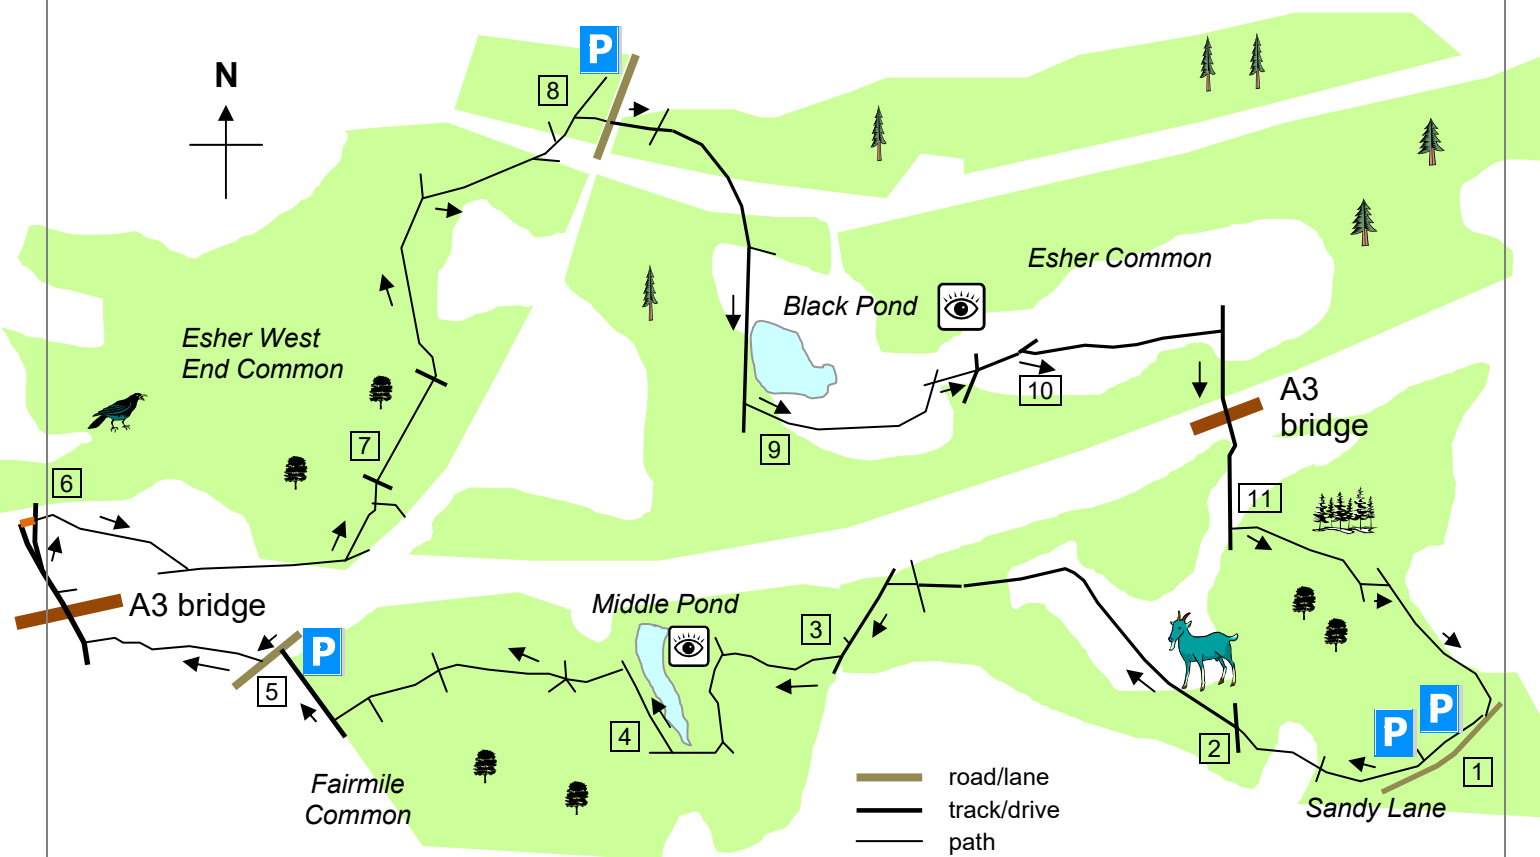 P
N
8
Esher Common
Black Pond
Esher West
End Common
A3
bridge
10
7
9
6
11
A3 bridge
Middle Pond
3
P
5
4
P
P
2
1
Fairmile
Common
road/lane
track/drive
path
Sandy Lane